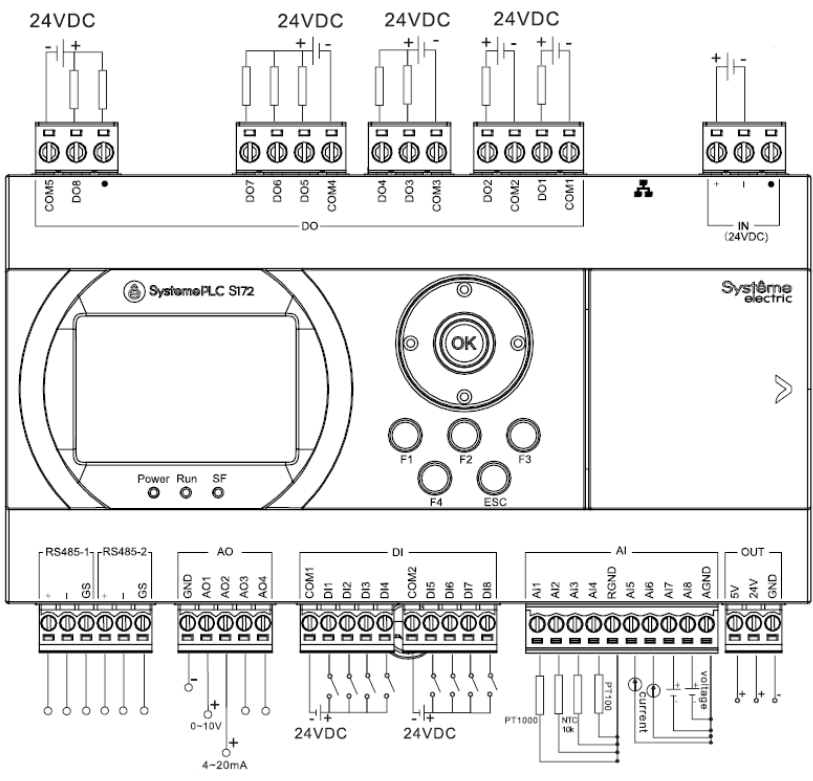 24VDC 24VDC 24VDC 24VDC
- + + - + - + - + - + -
COM5 DO8 • DO7 DO6 DO5 COM4 DO4 DO3 COM3 DO2 COM2 DO1 COM1 + – •
DO
IN
(24VDC)
SystemePLC S172
Système
electric
OK
F1 F2 F3
F4 ESC
Power Run SF
RS485-1 RS485-2 AO DI AI OUT
+ – GS + – GS GND AO1 AO2 AO3 AO4 COM1 DI1 DI2 DI3 DI4 COM2 DI5 DI6 DI7 DI8 AI1 AI2 AI3 AI4 RGND AI5 AI6 AI7 AI8 AGND 5V 24V GND
PT1000
NTC
10k
PT100
current
voltage
0~10V
4~20mA
24VDC 24VDC